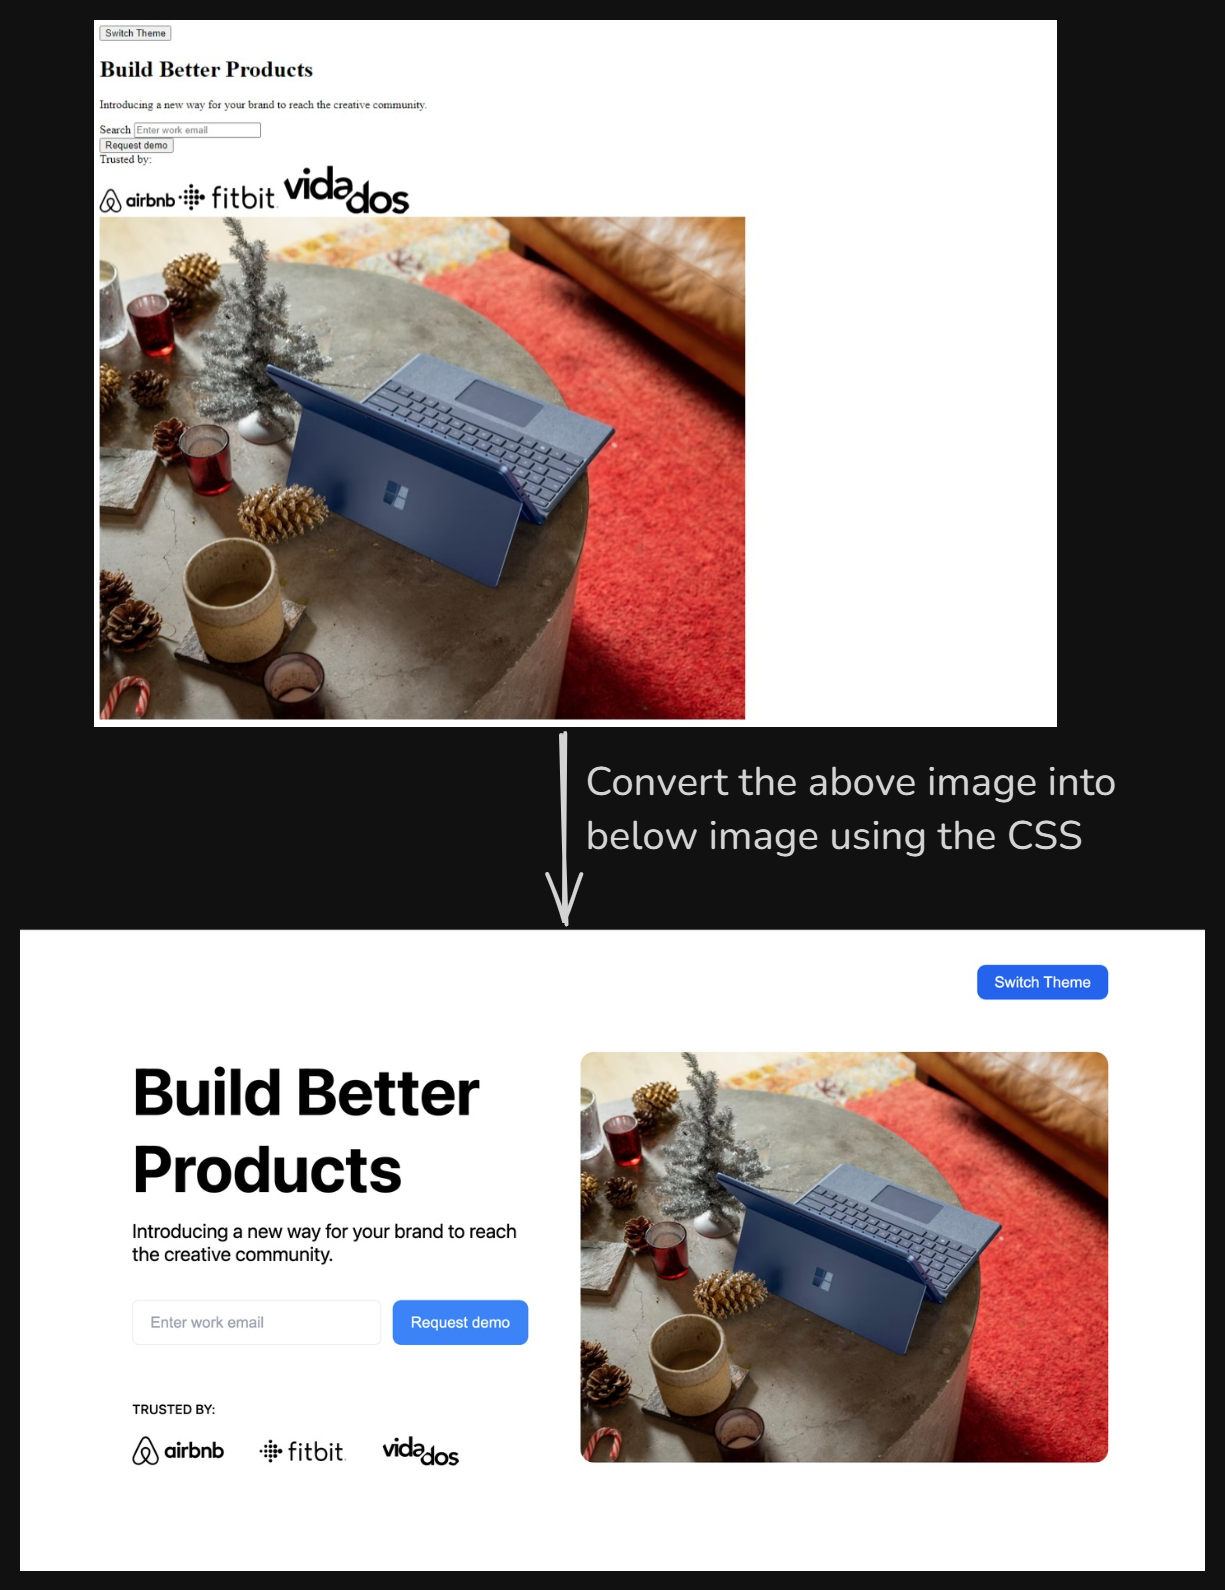 Switch Theme
Build Better Products
Introducing a new way for your brand to reach the creative community.
Search Enter work email
Request demo
Trusted by:
airbnb fitbit vidados
Convert the above image into
below image using the CSS
Switch Theme
Build Better
Products
Introducing a new way for your brand to reach
the creative community.
Enter work email Request demo
TRUSTED BY:
airbnb fitbit vidados